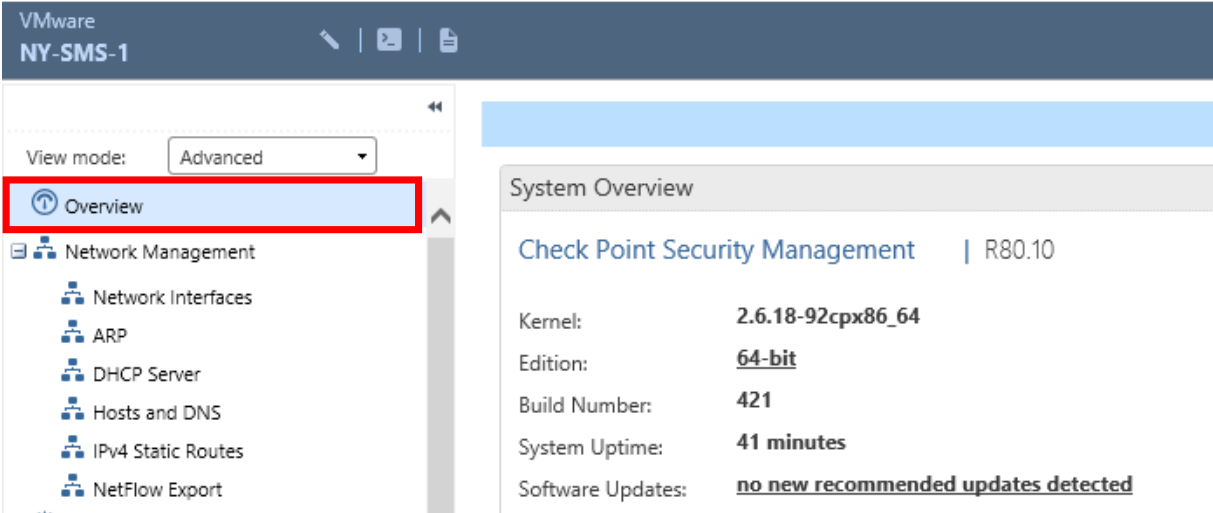 VMware
NY-SMS-1
View mode: Advanced
Overview
Network Management
Network Interfaces
ARP
DHCP Server
Hosts and DNS
IPv4 Static Routes
NetFlow Export
System Overview
Check Point Security Management | R80.10
Kernel: 2.6.18-92cpx86_64
Edition: 64-bit
Build Number: 421
System Uptime: 41 minutes
Software Updates: no new recommended updates detected